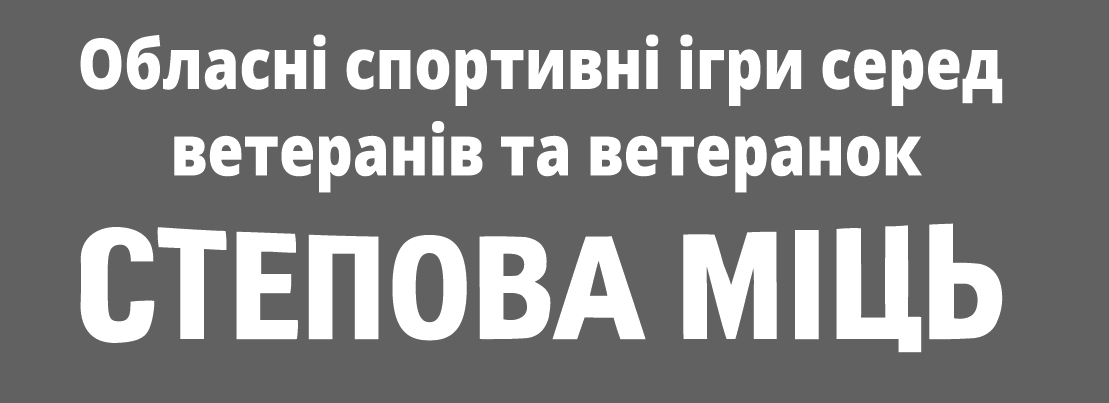 Обласні спортивні ігри серед
ветеранів та ветеранок
СТЕПОВА МІЦЬ